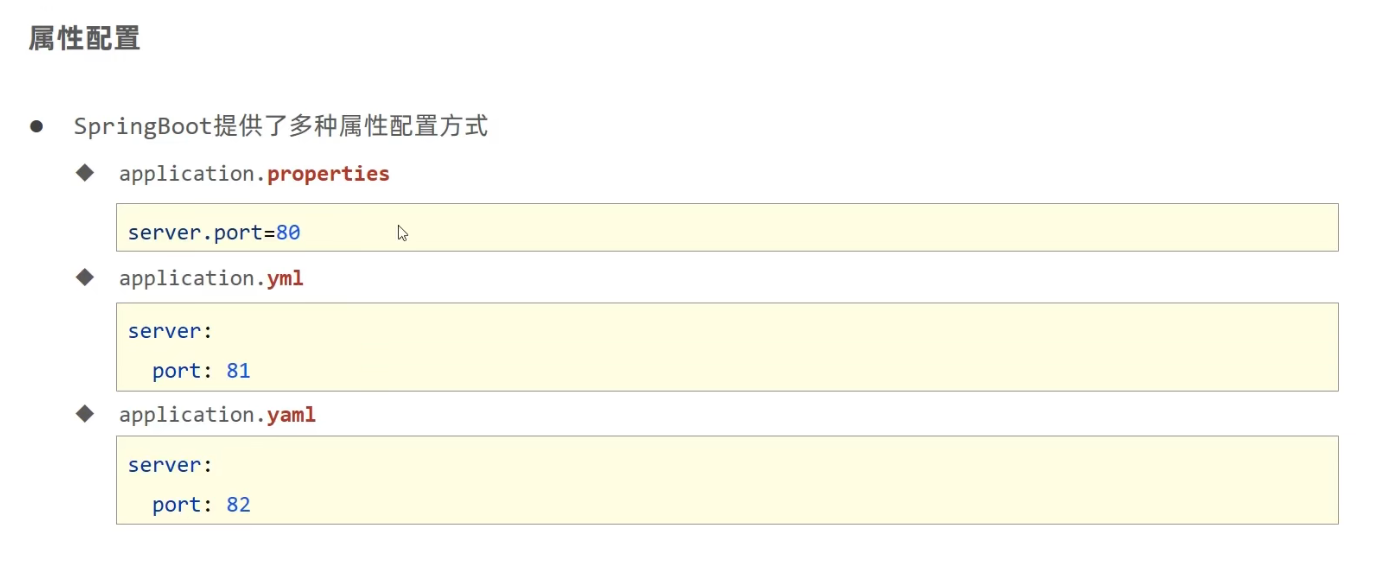 属性配置
SpringBoot提供了多种属性配置方式
application.properties
server.port=80
application.yml
server:
  port: 81
application.yaml
server:
  port: 82